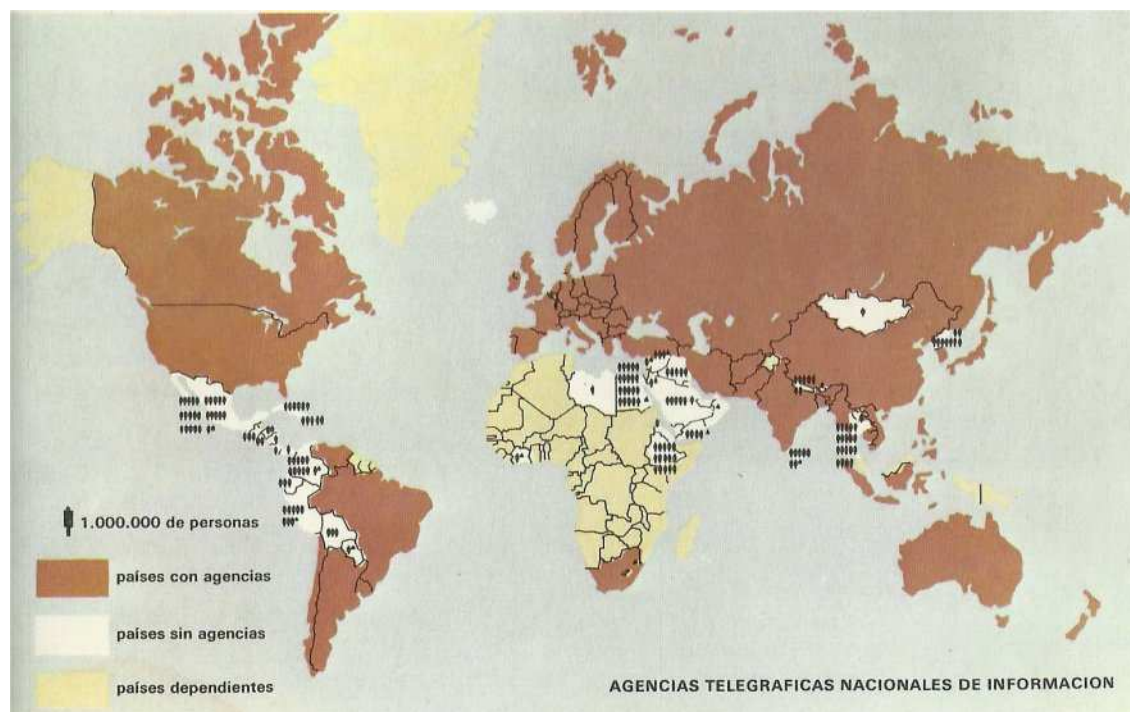 1.000.000 de personas
países con agencias
países sin agencias
países dependientes
AGENCIAS TELEGRAFICAS NACIONALES DE INFORMACION